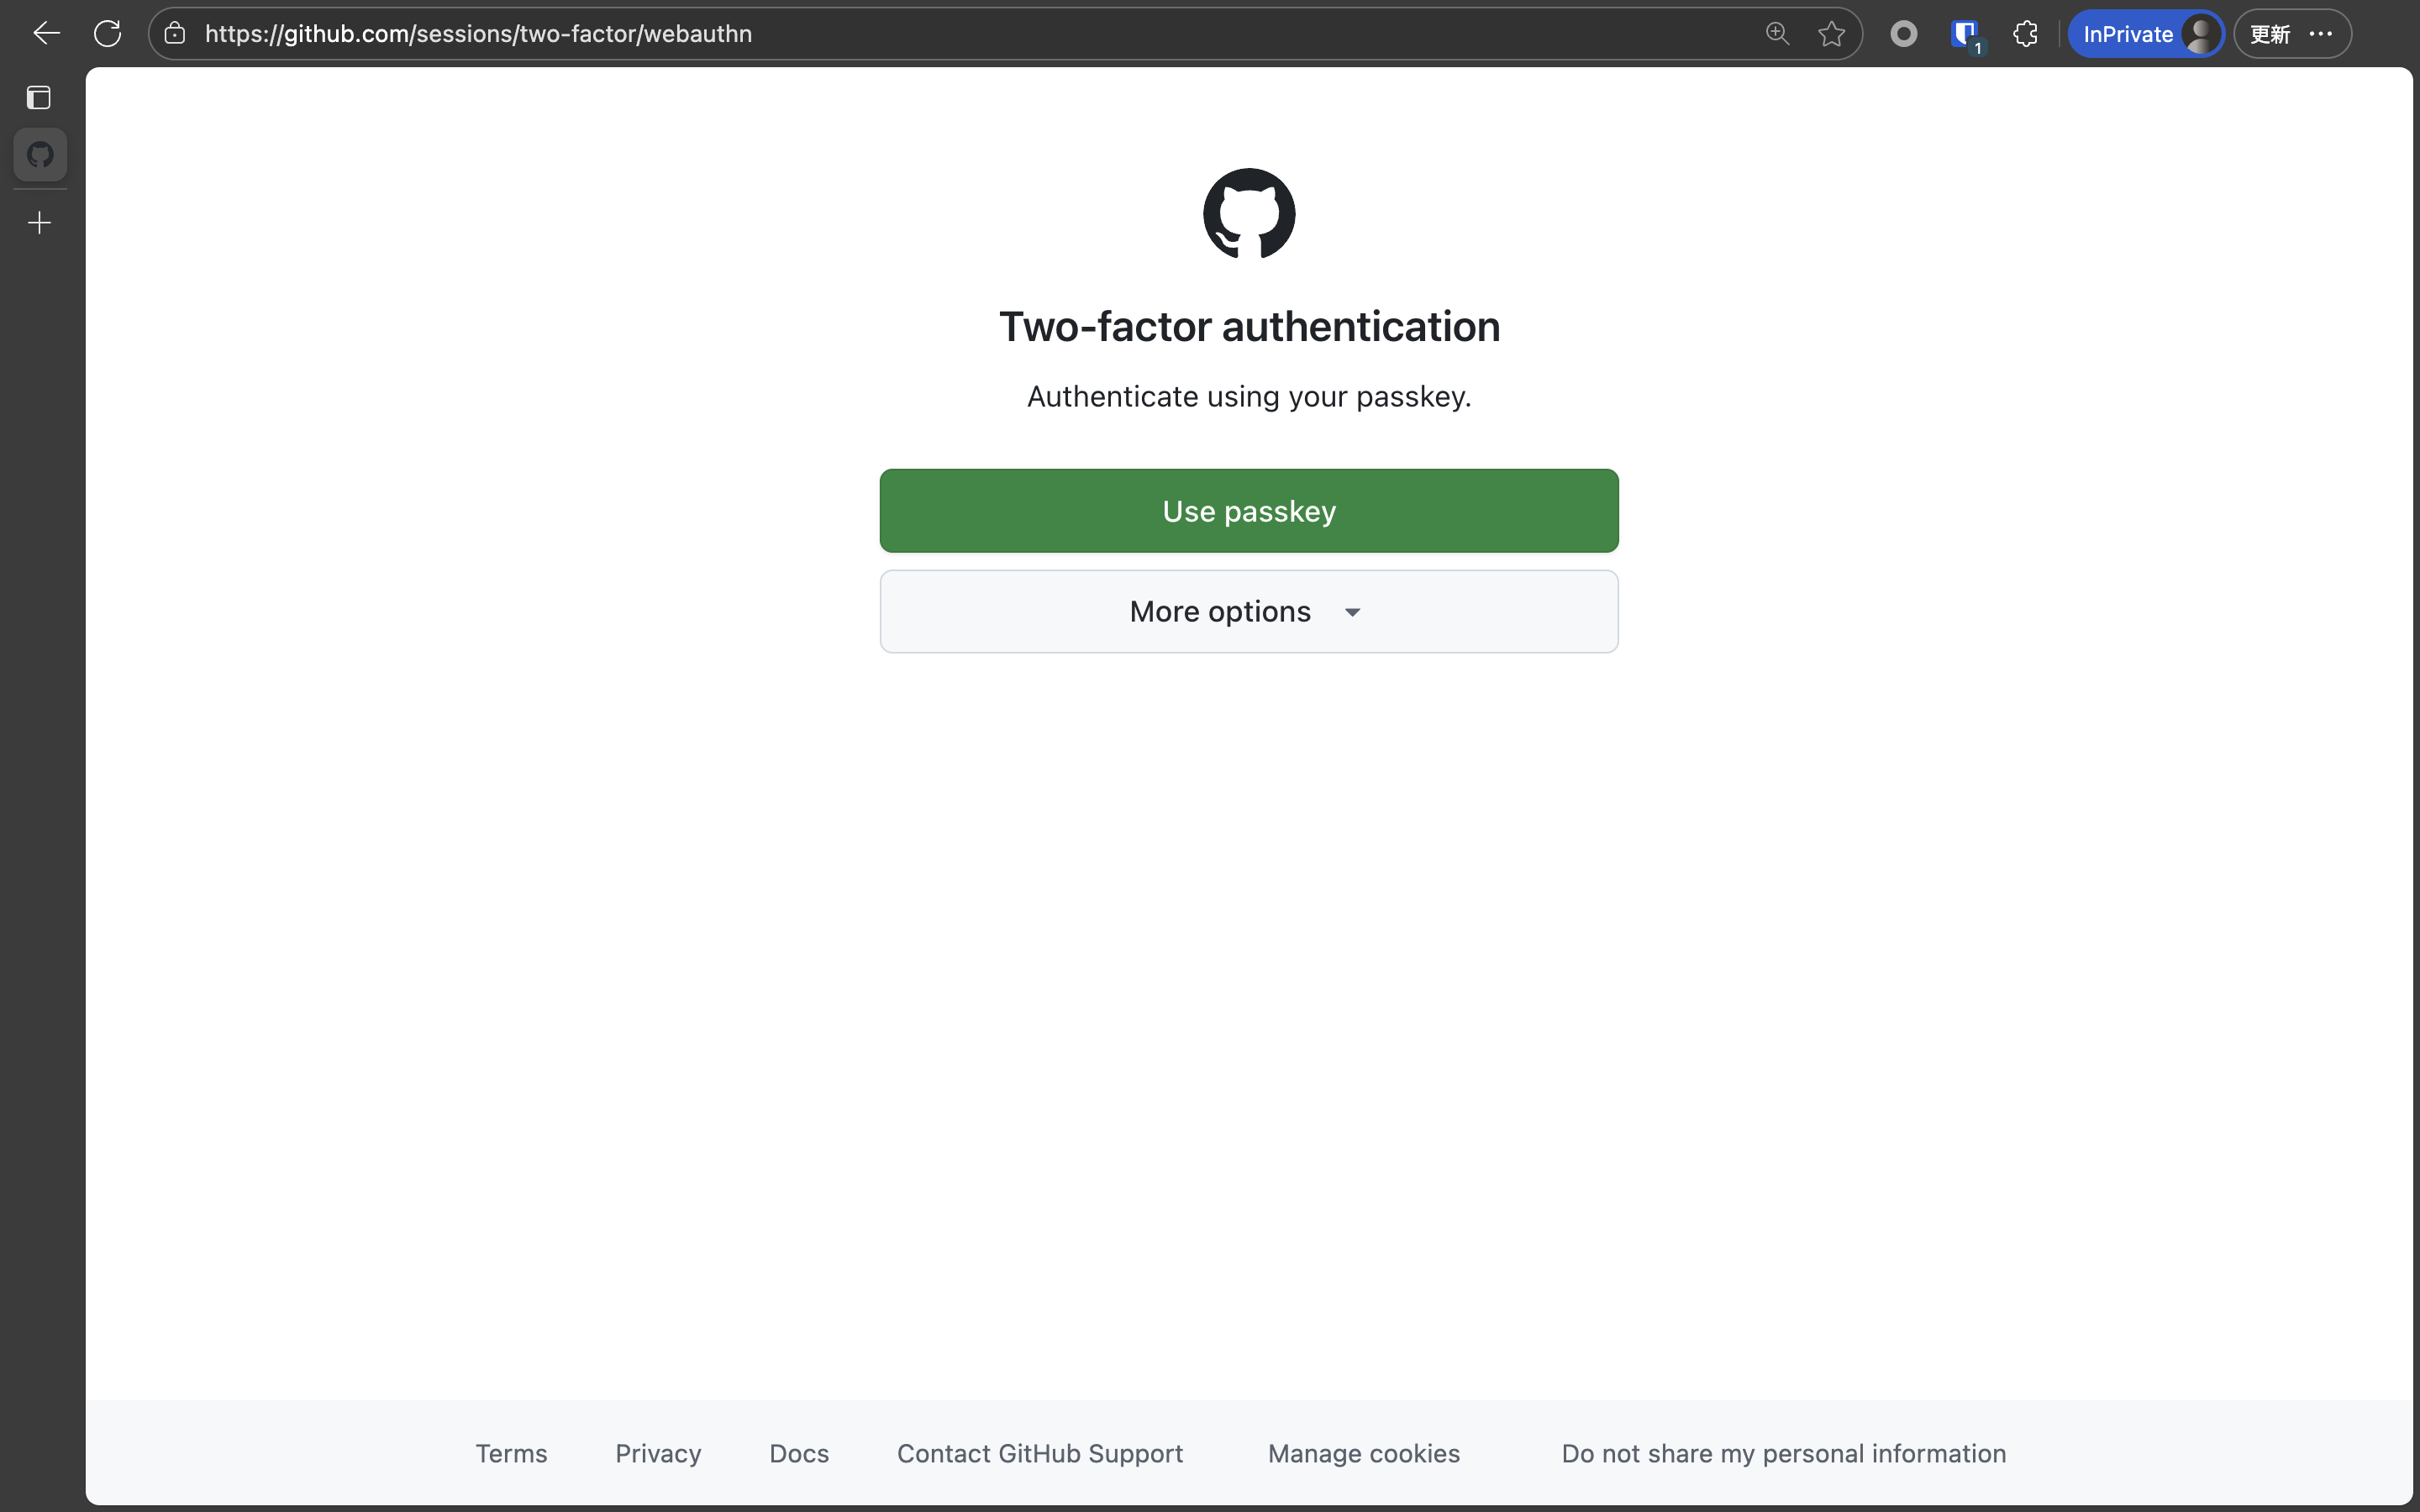 https://github.com/sessions/two-factor/webauthn
1
InPrivate
更新
Two-factor authentication
Authenticate using your passkey.
Use passkey
More options
Terms Privacy Docs Contact GitHub Support Manage cookies Do not share my personal information